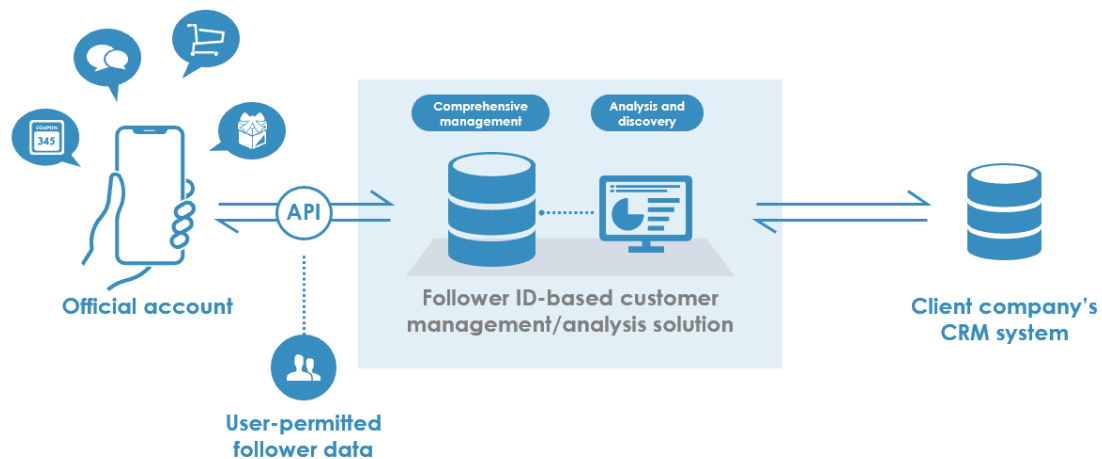 COUPON
345
Official account
API
User-permitted
follower data
Comprehensive
management
Analysis and
discovery
Follower ID-based customer
management/analysis solution
Client company's
CRM system